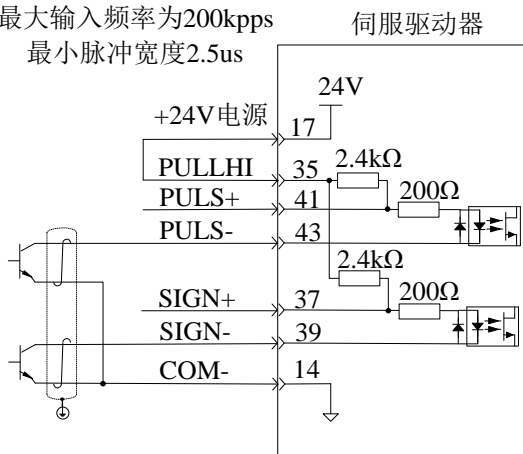 最大输入频率为200kpps
最小脉冲宽度2.5us
伺服驱动器
24V
+24V电源
17
PULLHI
35
2.4kΩ
PULS+
41
200Ω
PULS-
43
2.4kΩ
SIGN+
37
200Ω
SIGN-
39
COM-
14